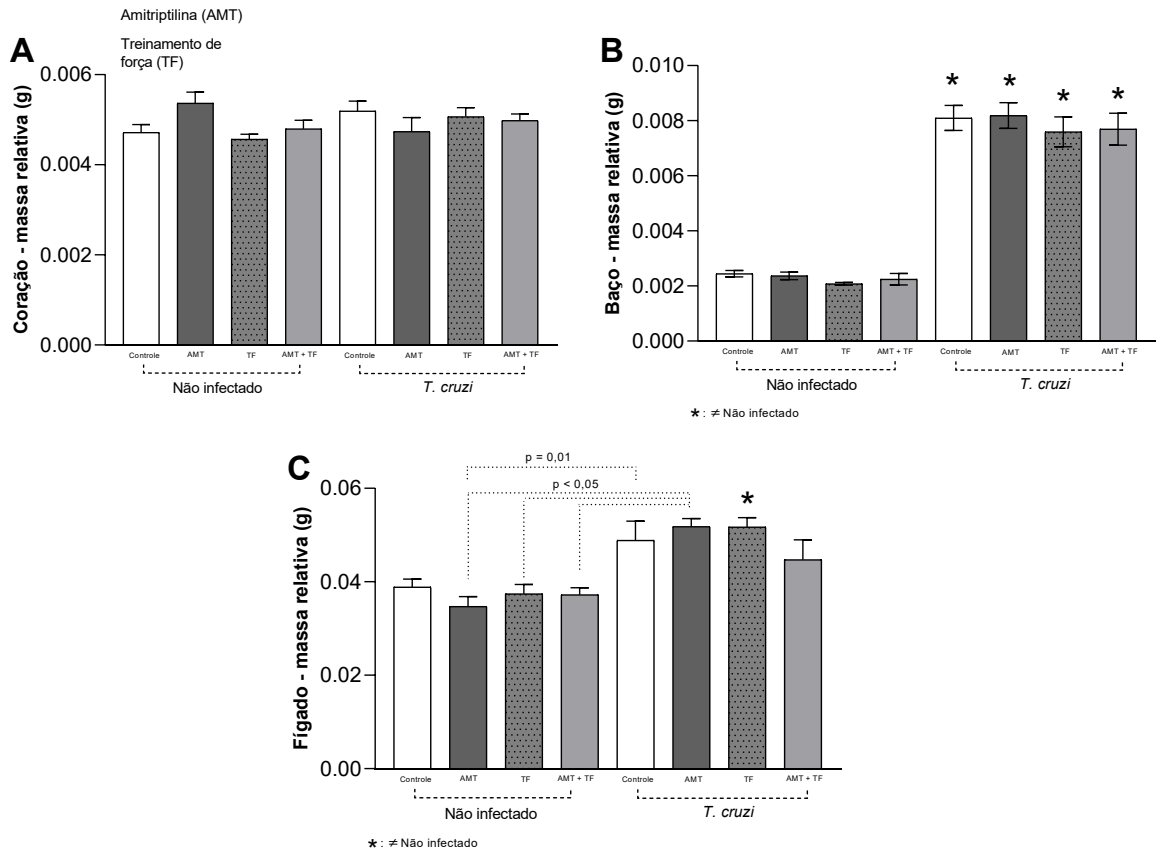 Amitriptilina (AMT)
Treinamento de
força (TF)
A
Coração - massa relativa (g)
0.006
0.004
0.002
0.000
Controle AMT TF AMT + TF Controle AMT TF AMT + TF
Não infectado T. cruzi
B
Baço - massa relativa (g)
0.010
0.008
0.006
0.004
0.002
0.000
* * * *
Controle AMT TF AMT + TF Controle AMT TF AMT + TF
Não infectado T. cruzi
* : ≠ Não infectado
C
Fígado - massa relativa (g)
p = 0,01
p < 0,05
*
0.06
0.04
0.02
0.00
Controle AMT TF AMT + TF Controle AMT TF AMT + TF
Não infectado T. cruzi
* : ≠ Não infectado